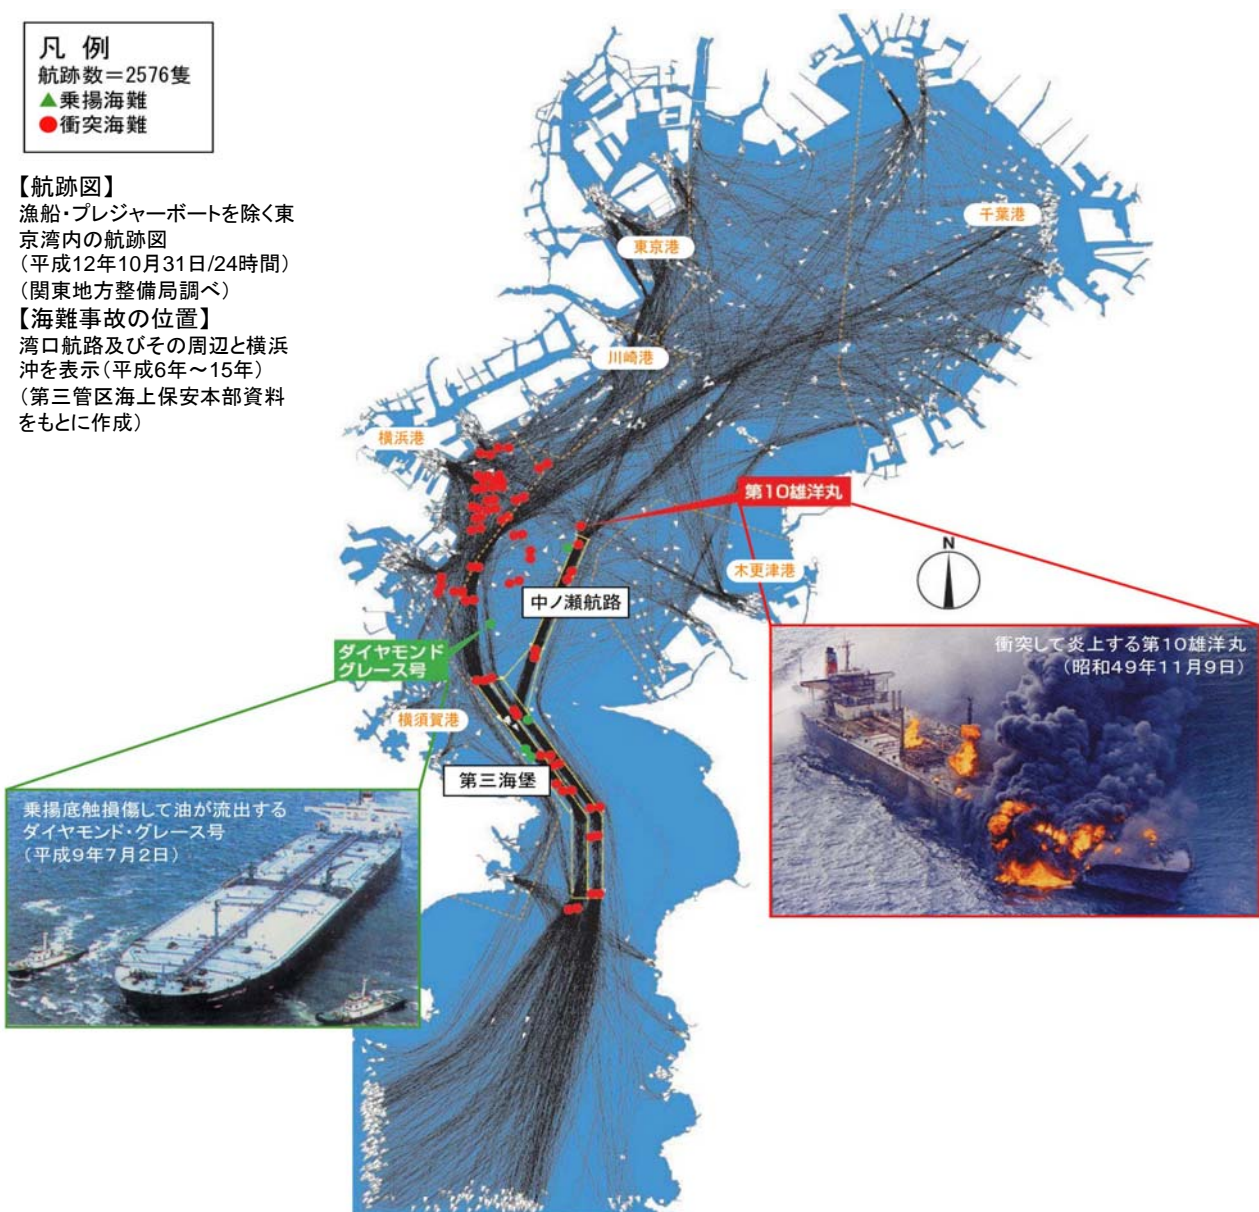 凡 例
航跡数=2576隻
▲乗揚海難
●衝突海難
【航跡図】
漁船・プレジャーボートを除く東
京湾内の航跡図
(平成12年10月31日/24時間)
(関東地方整備局調べ)
【海難事故の位置】
湾口航路及びその周辺と横浜
沖を表示(平成6年～15年)
(第三管区海上保安本部資料
をもとに作成)
千葉港
東京港
川崎港
横浜港
第10雄洋丸
N
木更津港
中ノ瀬航路
ダイヤモンド
グレース号
横須賀港
第三海堡
衝突して炎上する第10雄洋丸
(昭和49年11月9日)
乗揚底触損傷して油が流出する
ダイヤモンド・グレース号
(平成9年7月2日)